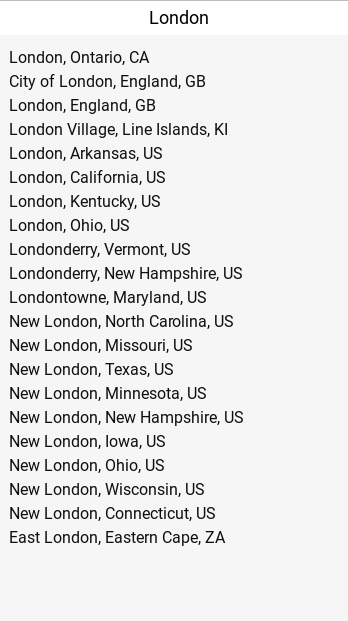 London
London, Ontario, CA
City of London, England, GB
London, England, GB
London Village, Line Islands, KI
London, Arkansas, US
London, California, US
London, Kentucky, US
London, Ohio, US
Londonderry, Vermont, US
Londonderry, New Hampshire, US
Londontowne, Maryland, US
New London, North Carolina, US
New London, Missouri, US
New London, Texas, US
New London, Minnesota, US
New London, New Hampshire, US
New London, Iowa, US
New London, Ohio, US
New London, Wisconsin, US
New London, Connecticut, US
East London, Eastern Cape, ZA